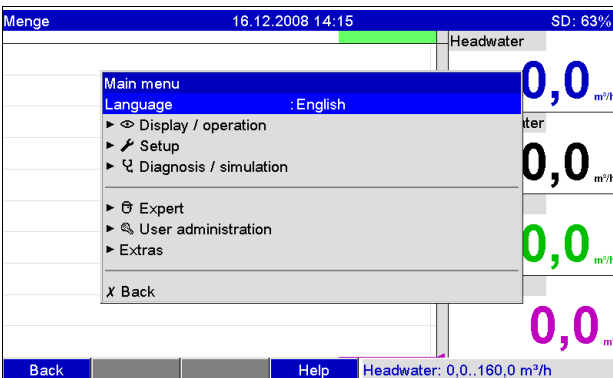 Menge 16.12.2008 14:15 SD: 63%
Headwater
0,0 m³/h
Main menu
Language : English
► Display / operation
► Setup
► Diagnosis / simulation
► Expert
► User administration
► Extras
X Back
0,0 m³/h
0,0 m³/h
0,0
Back Help Headwater: 0,0..160,0 m³/h